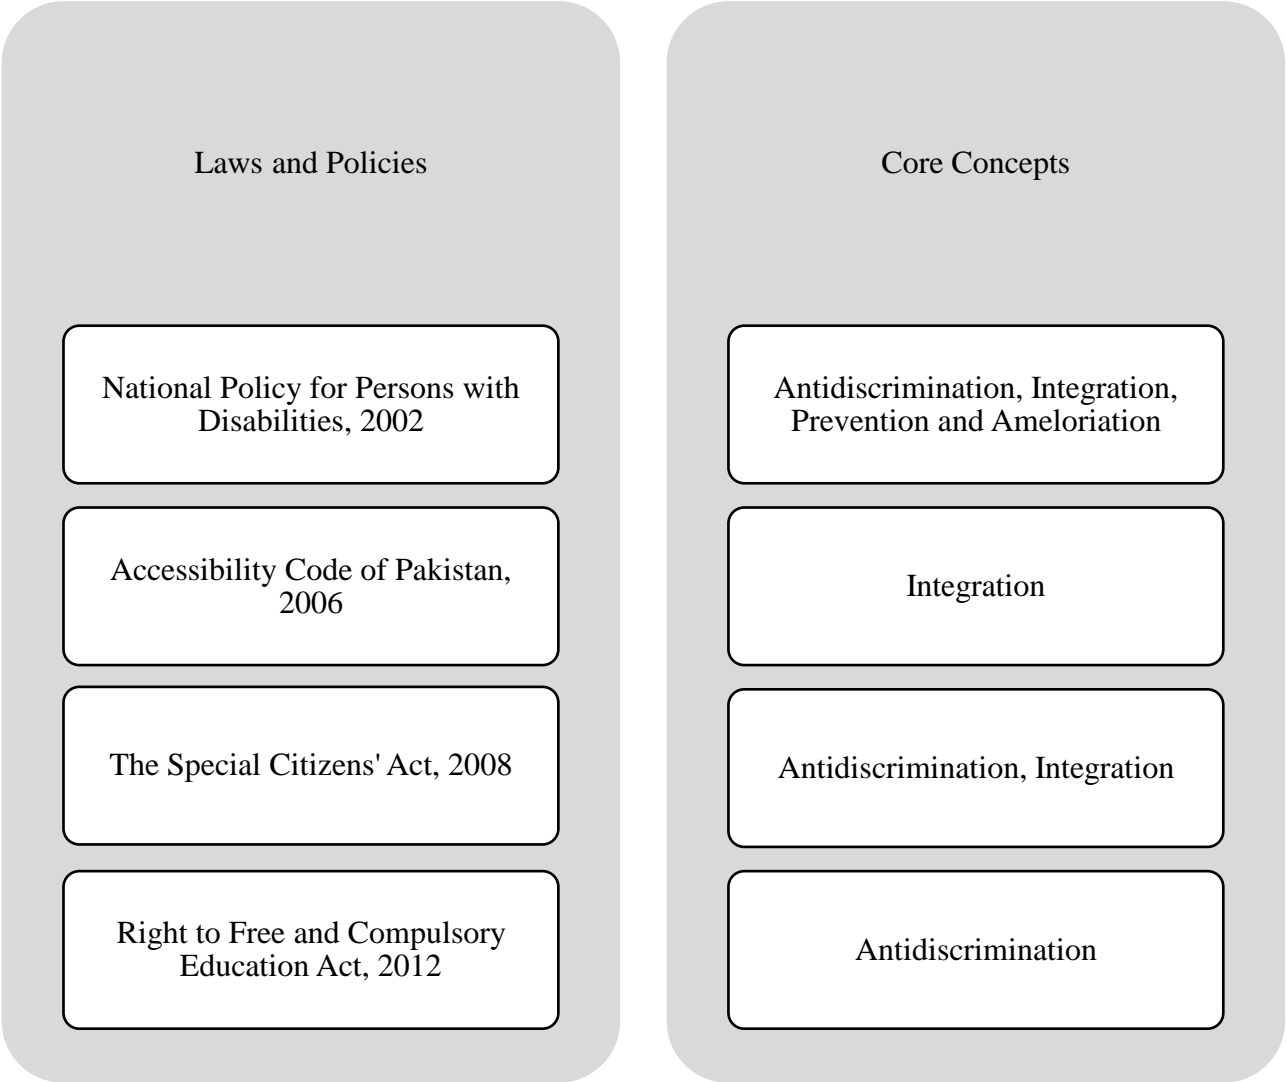 Laws and Policies
National Policy for Persons with
Disabilities, 2002
Accessibility Code of Pakistan,
2006
The Special Citizens' Act, 2008
Right to Free and Compulsory
Education Act, 2012
Core Concepts
Antidiscrimination, Integration,
Prevention and Ameloriation
Integration
Antidiscrimination, Integration
Antidiscrimination